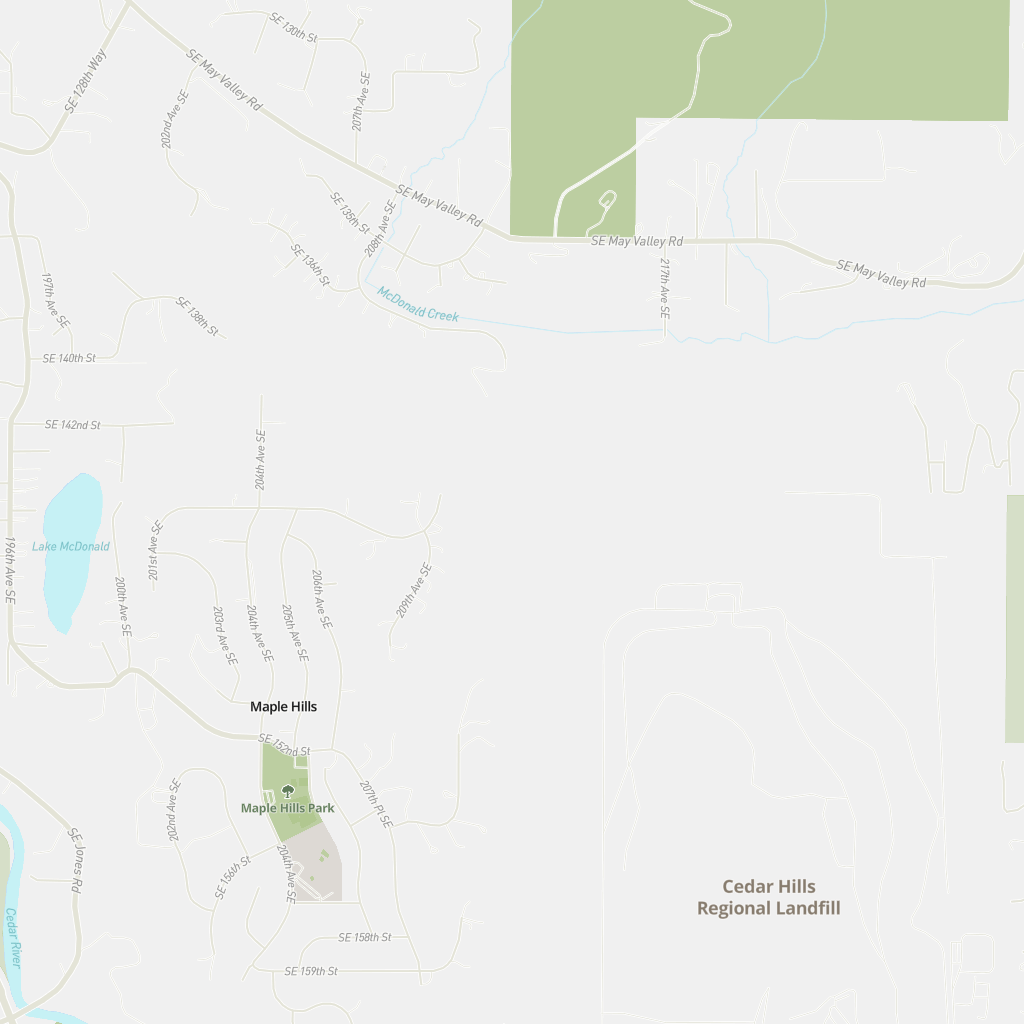 SE 130th St
SE May Valley Rd
SE 128th Way
207th Ave SE
202nd Ave SE
SE 135th St
SE May Valley Rd
208th Ave SE
SE May Valley Rd
SE 136th St
SE May Valley Rd
217th Ave SE
197th Ave SE
McDonald Creek
SE 138th St
SE 140th St
SE 142nd St
204th Ave SE
201st Ave SE
Lake McDonald
196th Ave SE
200th Ave SE
206th Ave SE
209th Ave SE
203rd Ave SE
204th Ave SE
205th Ave SE
Maple Hills
SE 152nd St
202nd Ave SE
207th Pl SE
Maple Hills Park
SE Jones Rd
SE 156th St
204th Ave SE
Cedar Hills
Regional Landfill
Cedar River
SE 158th St
SE 159th St